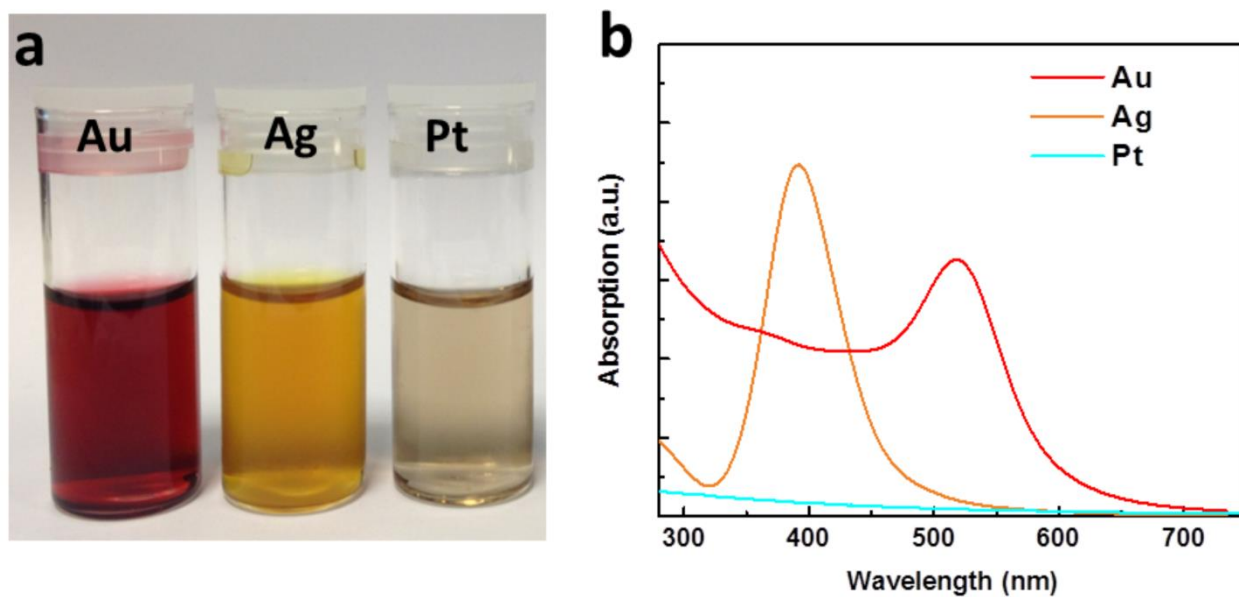 a
Au
Ag
Pt
b
Au
Ag
Pt
Absorption (a.u.)
300 400 500 600 700
Wavelength (nm)